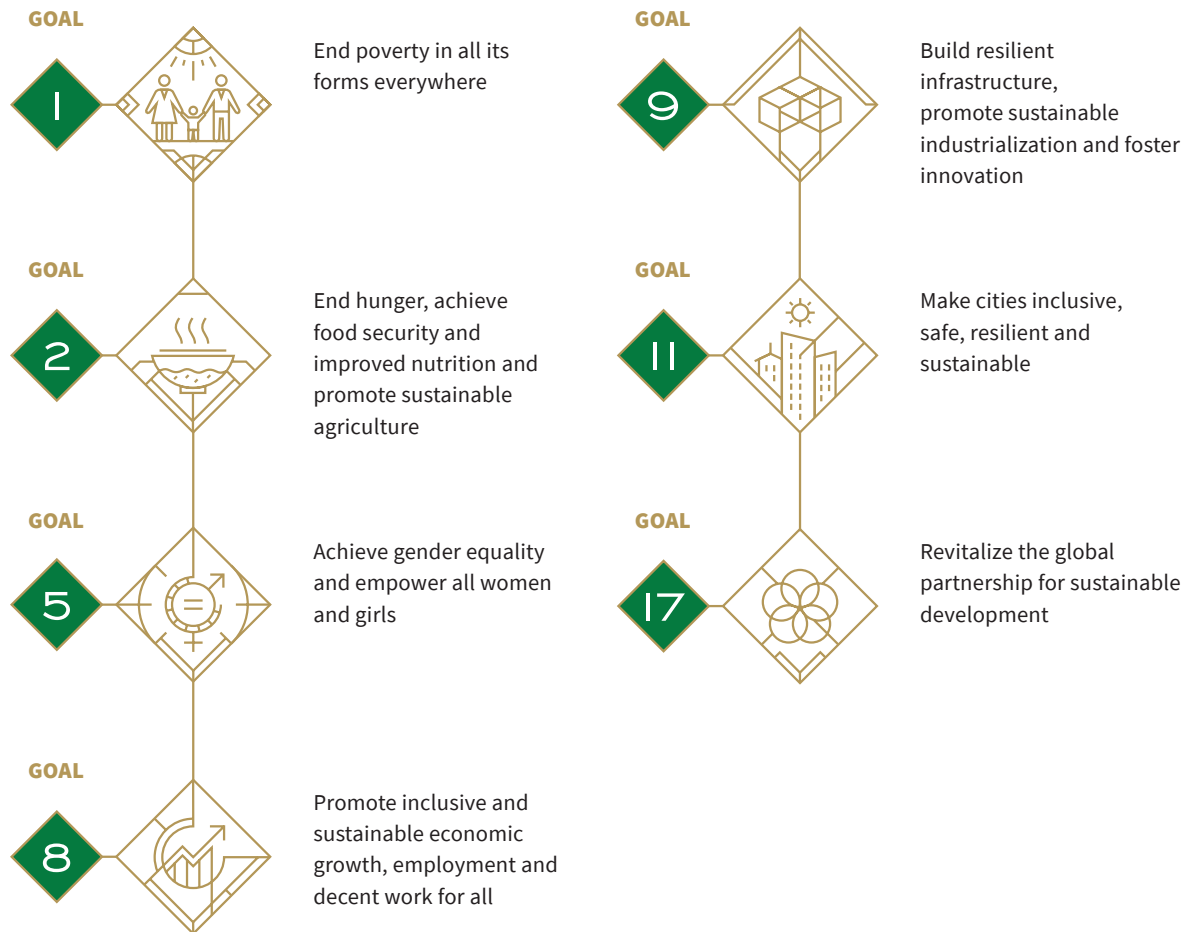 GOAL
1
End poverty in all its
forms everywhere
GOAL
2
End hunger, achieve
food security and
improved nutrition and
promote sustainable
agriculture
GOAL
5
Achieve gender equality
and empower all women
and girls
GOAL
8
Promote inclusive and
sustainable economic
growth, employment and
decent work for all
GOAL
9
Build resilient
infrastructure,
promote sustainable
industrialization and foster
innovation
GOAL
11
Make cities inclusive,
safe, resilient and
sustainable
GOAL
17
Revitalize the global
partnership for sustainable
development